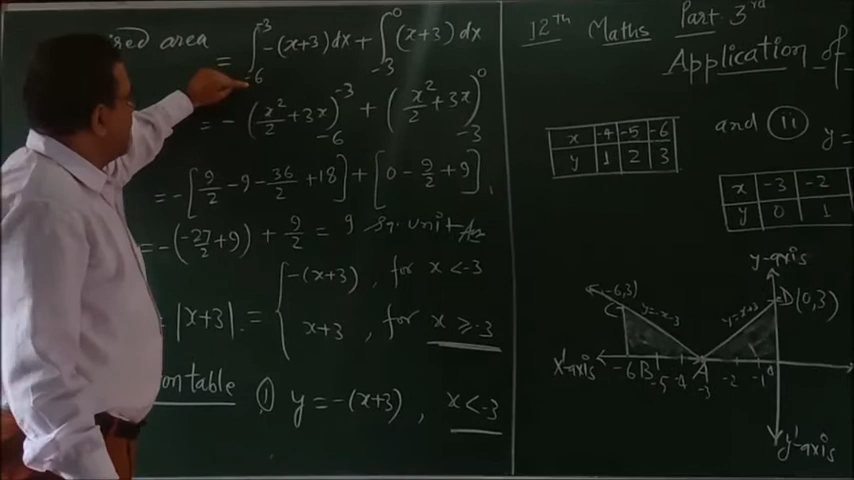 area
= ∫_{-6}^{-3} -(x+3) dx + ∫_{-3}^{0} (x+3) dx
= -(x²/2 + 3x)_{-6}^{-3} + (x²/2 + 3x)_{-3}^{0}
= -[9/2 - 9 - 36/2 + 18] + [0 - 9/2 + 9]
= -(-27/2 + 9) + 9/2 = 9 Sq. unit Ans
= |x+3| = { -(x+3), for x < -3
x+3, for x ≥ -3
table
① y = -(x+3), x < -3
12th Maths Part 3rd
Application of
x -4 -5 -6
y 1 2 3
and ⓘⓘ y =
x -3 -2
y 0 1
y-axis
(-6,3)
C
y=-x-3
y=x+3
D(0,3)
x'-axis
-6 B -5 -4 A -3 -2 -1 0
y'-axis